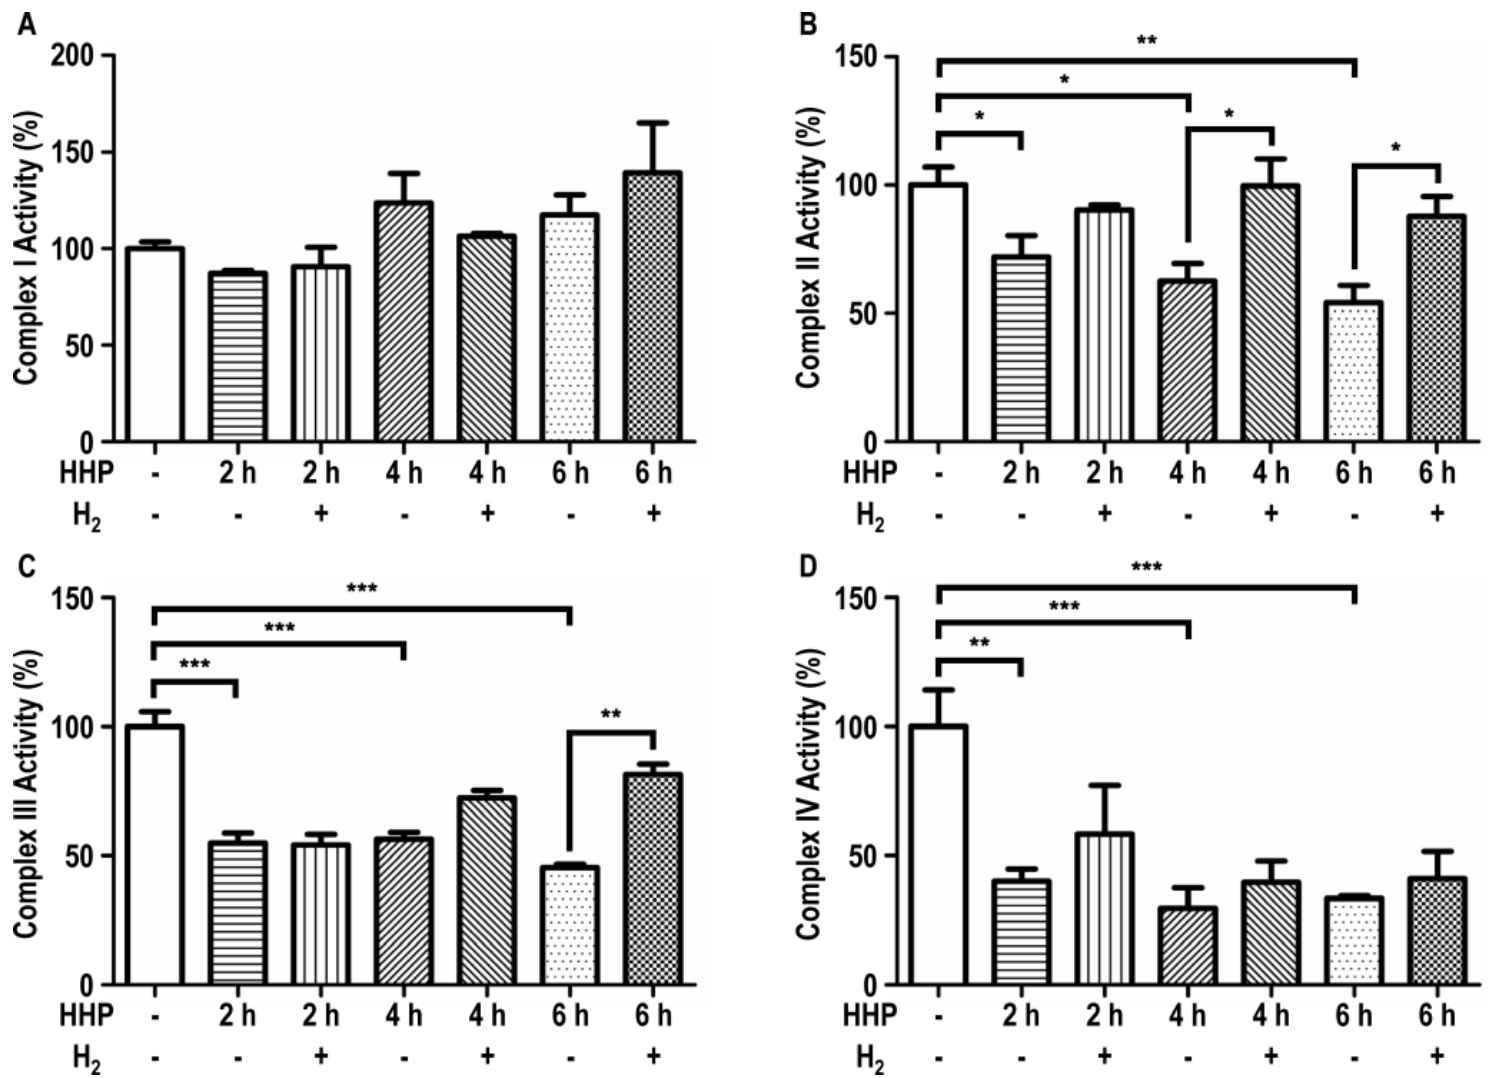 A
Complex I Activity (%)
200
150
100
50
0
HHP - 2 h 2 h 4 h 4 h 6 h 6 h
H2 - - + - + - +
B
Complex II Activity (%)
150
100
50
0
**
*
*
*
*
HHP - 2 h 2 h 4 h 4 h 6 h 6 h
H2 - - + - + - +
C
Complex III Activity (%)
150
100
50
0
***
***
***
**
HHP - 2 h 2 h 4 h 4 h 6 h 6 h
H2 - - + - + - +
D
Complex IV Activity (%)
150
100
50
0
***
***
**
HHP - 2 h 2 h 4 h 4 h 6 h 6 h
H2 - - + - + - +